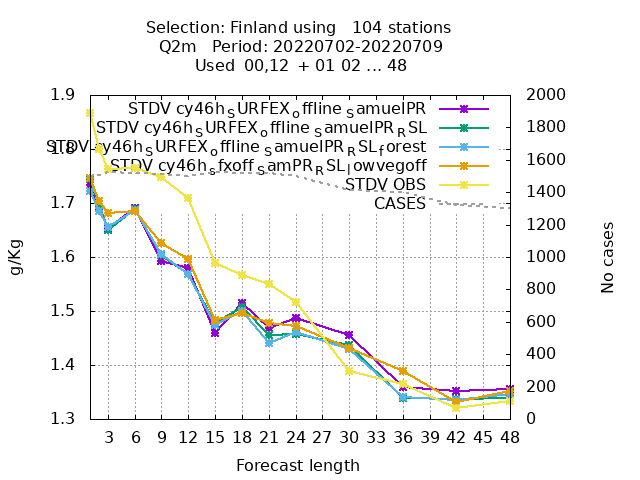 Selection: Finland using 104 stations
Q2m Period: 20220702-20220709
Used 00,12 + 01 02 ... 48
STDV cy46h_SURFEX_offline_samuelPR
STDV cy46h_SURFEX_offline_samuelPR_RSL
STDV cy46h_SURFEX_offline_samuelPR_RSL_forest
STDV cy46h_sfxoff_samPR_RSL_lowvegoff
STDV OBS
CASES
1.9
1.8
1.7
1.6
1.5
1.4
1.3
g/Kg
2000
1800
1600
1400
1200
1000
800
600
400
200
0
No cases
3 6 9 12 15 18 21 24 27 30 33 36 39 42 45 48
Forecast length